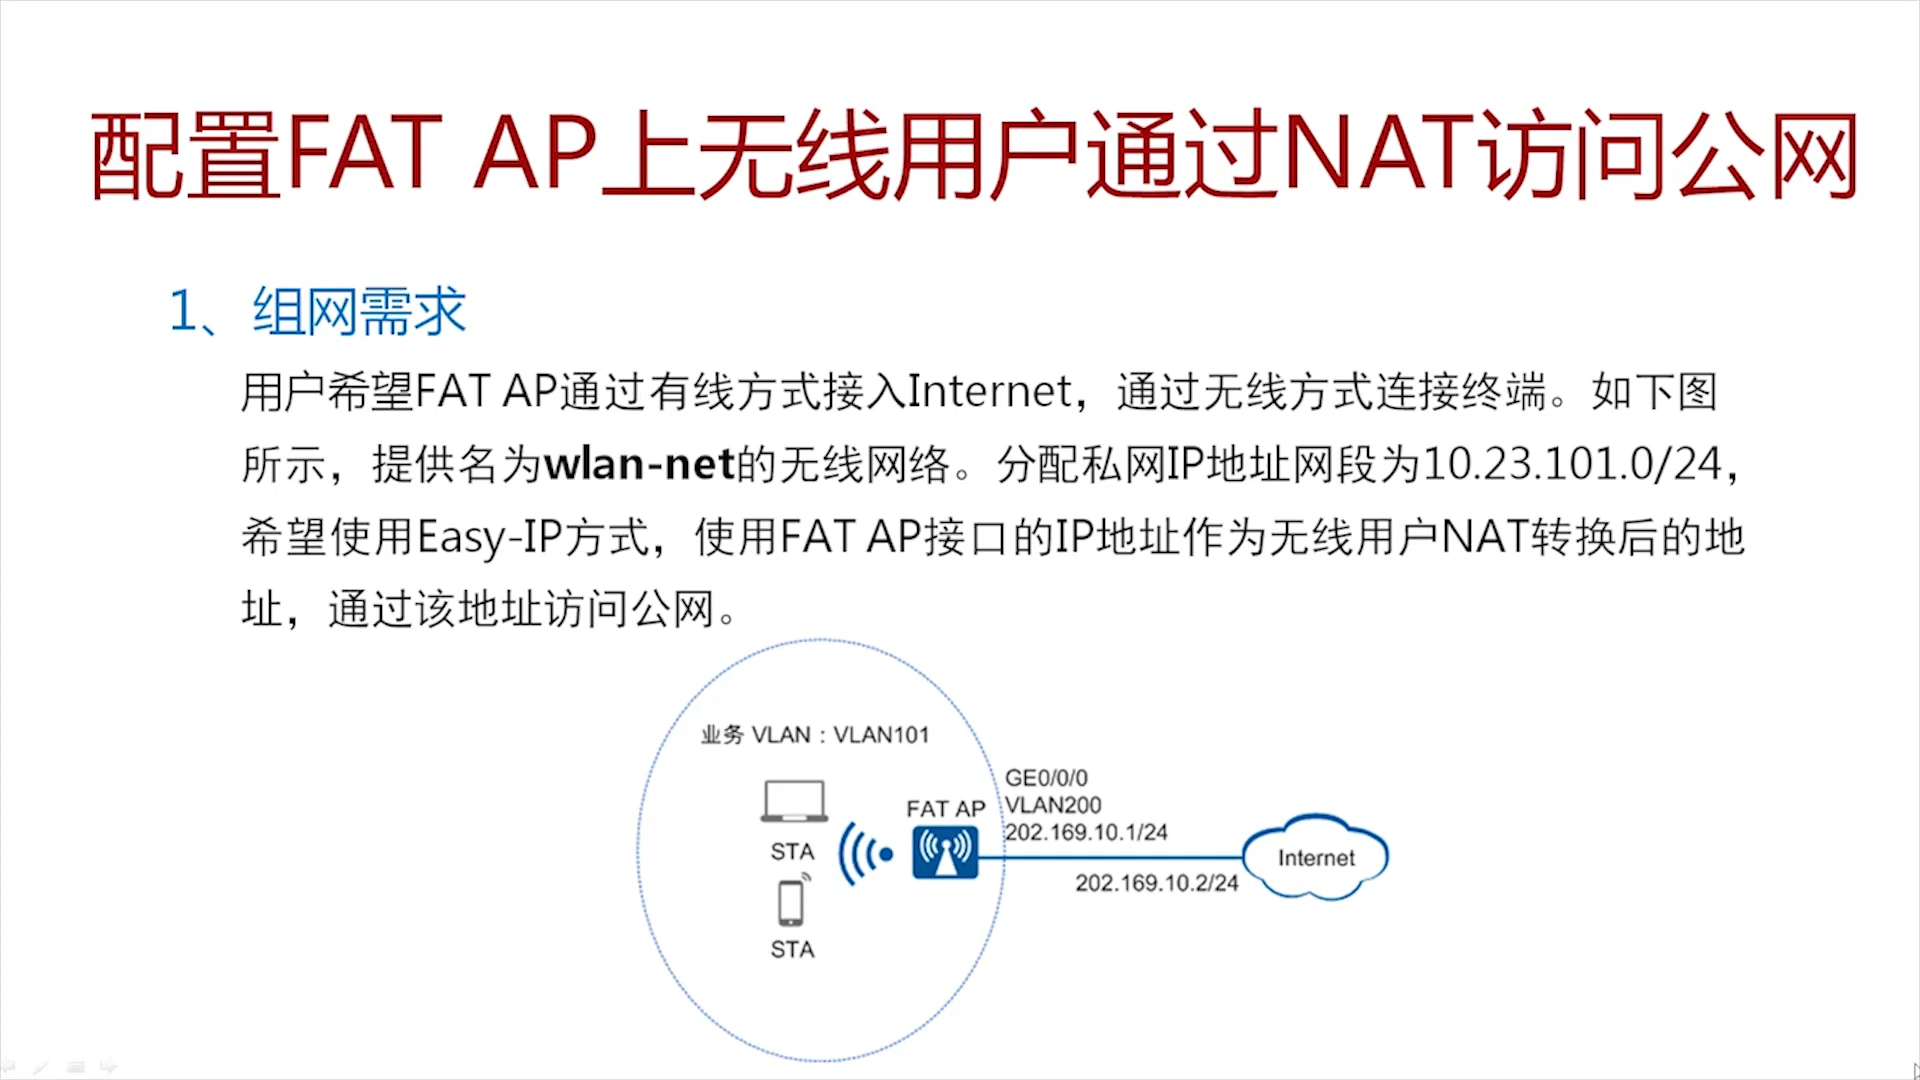 配置FAT AP上无线用户通过NAT访问公网
1、组网需求
用户希望FAT AP通过有线方式接入Internet，通过无线方式连接终端。如下图
所示，提供名为wlan-net的无线网络。分配私网IP地址网段为10.23.101.0/24，
希望使用Easy-IP方式，使用FAT AP接口的IP地址作为无线用户NAT转换后的地
址，通过该地址访问公网。
业务 VLAN：VLAN101
GE0/0/0
FAT AP
VLAN200
202.169.10.1/24
STA
Internet
202.169.10.2/24
STA